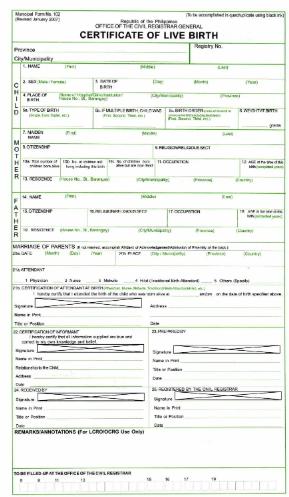 Municipal Form No. 102 (To be accomplished in quadruplicate using black ink)
(Revised January 2007) Republic of the Philippines
OFFICE OF THE CIVIL REGISTRAR GENERAL
CERTIFICATE OF LIVE BIRTH
Province Registry No.
City/Municipality
CHILD
1. NAME (First) (Middle) (Last)
2. SEX (Male / Female) 3. DATE OF BIRTH (Day) (Month) (Year)
4. PLACE OF BIRTH (Name of Hospital/Clinic/Institution/ House No., St., Barangay) (City/Municipality) (Province)
5a. TYPE OF BIRTH (Single, Twin, Triplet, etc.) 5b. IF MULTIPLE BIRTH, CHILD WAS (First, Second, Third, etc.) 5c. BIRTH ORDER (First, Second, Third, etc.) 6. WEIGHT AT BIRTH
grams
MOTHER
7. MAIDEN NAME (First) (Middle) (Last)
8. CITIZENSHIP 9. RELIGION/RELIGIOUS SECT
10a. Total number of children born alive 10b. No. of children still living including this birth 10c. No. of children born alive but are now dead 11. OCCUPATION 12. AGE at the time of this birth (completed years)
13. RESIDENCE (House No., St., Barangay) (City/Municipality) (Province) (Country)
FATHER
14. NAME (First) (Middle) (Last)
15. CITIZENSHIP 16. RELIGION/RELIGIOUS SECT 17. OCCUPATION 18. AGE at the time of this birth (completed years)
19. RESIDENCE (House No., St., Barangay) (City/Municipality) (Province) (Country)
MARRIAGE OF PARENTS (If not married, accomplish Affidavit of Acknowledgement/Admission of Paternity at the back.)
20a. DATE (Month) (Day) (Year) 20b. PLACE (City / Municipality) (Province) (Country)
21a. ATTENDANT
1 Physician 2 Nurse 3 Midwife 4 Hilot (Traditional Birth Attendant) 5 Others (Specify)
21b. CERTIFICATION OF ATTENDANT AT BIRTH
I hereby certify that I attended the birth of the child who was born alive at am/pm on the date of birth specified above.
Signature Address
Name in Print
Title or Position Date
22. CERTIFICATION OF INFORMANT 23. PREPARED BY
I hereby certify that all information supplied are true and
correct to my own knowledge and belief.
Signature Signature
Name in Print Name in Print
Relationship to the Child Title or Position
Address Date
Date
24. RECEIVED BY 25. REGISTERED BY THE CIVIL REGISTRAR
Signature Signature
Name in Print Name in Print
Title or Position Title or Position
Date Date
REMARKS/ANNOTATIONS (For LCRO/OCRG Use Only)
TO BE FILLED-UP AT THE OFFICE OF THE CIVIL REGISTRAR
8 9 11 13 15 16 17 19